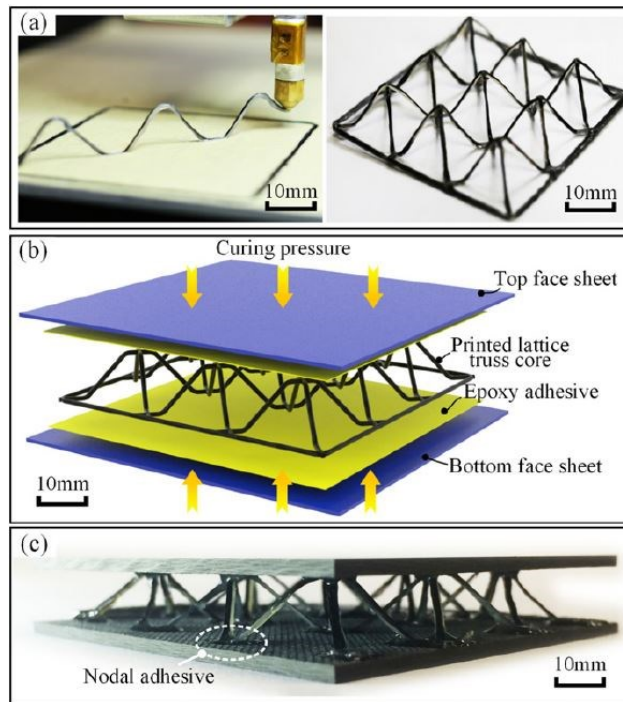 (a)
10mm
10mm
(b)
Curing pressure
Top face sheet
Printed lattice
truss core
Epoxy adhesive
Bottom face sheet
10mm
(c)
Nodal adhesive
10mm